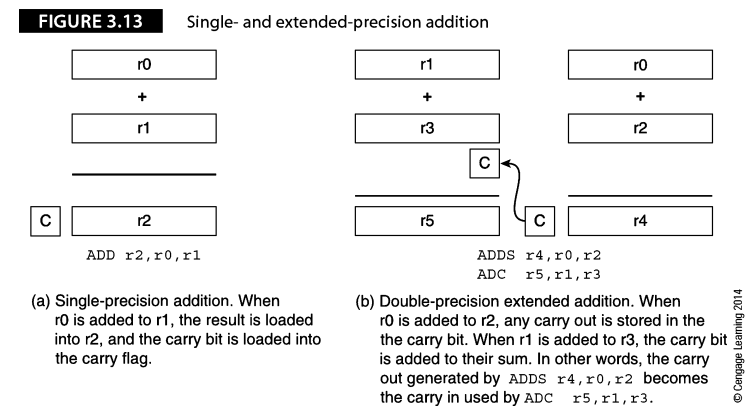 FIGURE 3.13 Single- and extended-precision addition
r0
+
r1
C r2
ADD r2,r0,r1
(a) Single-precision addition. When
r0 is added to r1, the result is loaded
into r2, and the carry bit is loaded into
the carry flag.
r1 r0
+ +
r3 r2
C
r5 C r4
ADDS r4,r0,r2
ADC r5,r1,r3
(b) Double-precision extended addition. When
r0 is added to r2, any carry out is stored in the
the carry bit. When r1 is added to r3, the carry bit
is added to their sum. In other words, the carry
out generated by ADDS r4,r0,r2 becomes
the carry in used by ADC r5,r1,r3.
© Cengage Learning 2014